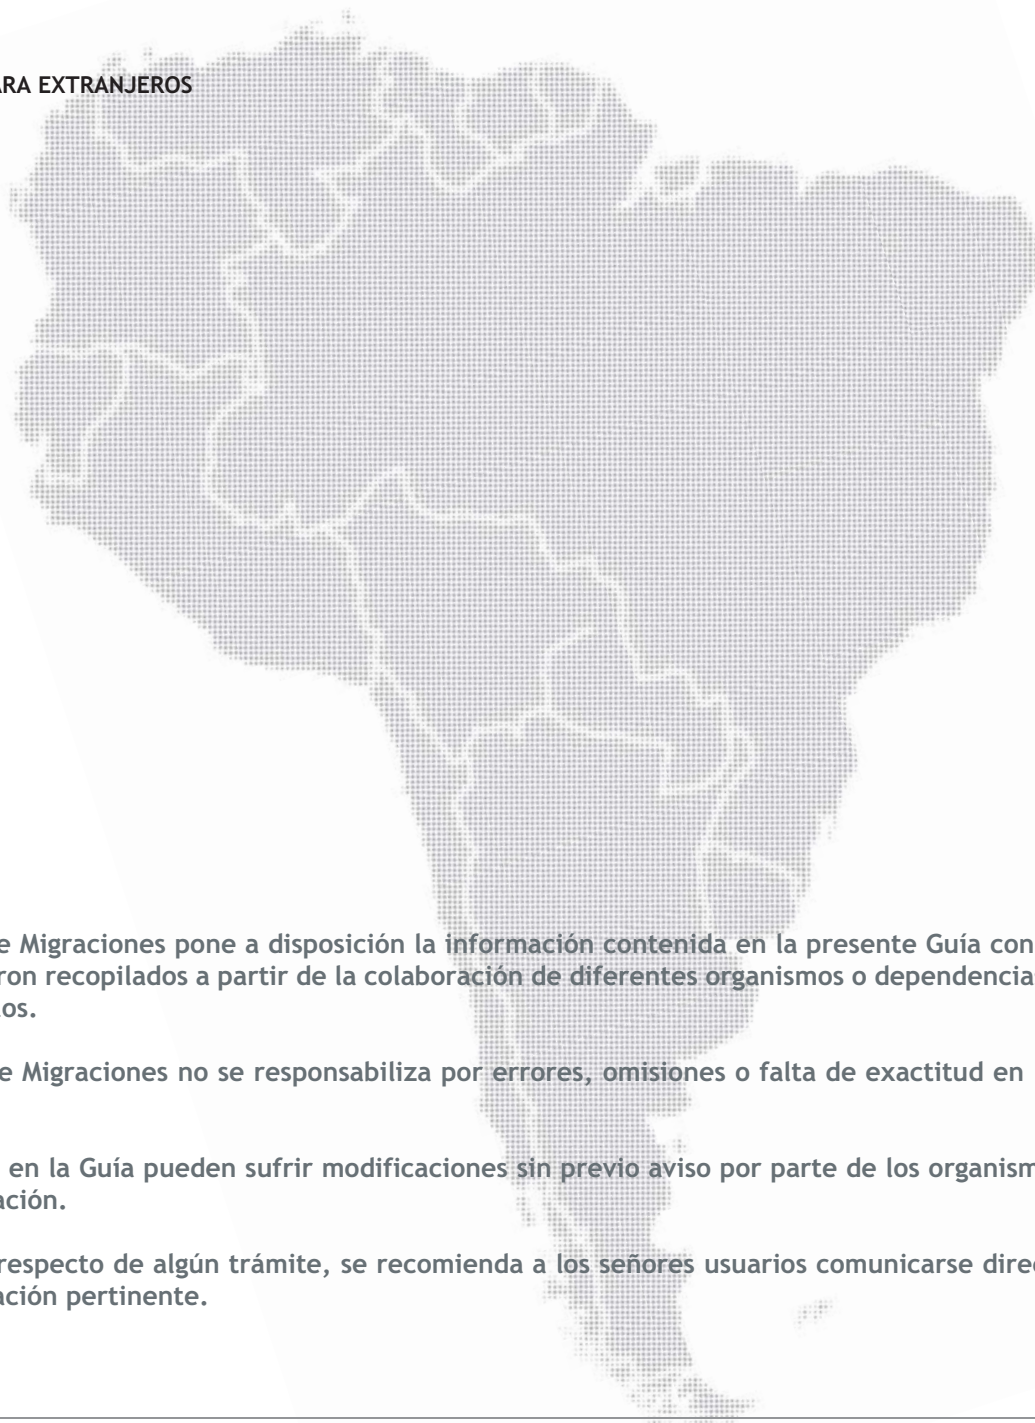 ARA EXTRANJEROS
e Migraciones pone a disposición la información contenida en la presente Guía con
ron recopilados a partir de la colaboración de diferentes organismos o dependencia
os.
e Migraciones no se responsabiliza por errores, omisiones o falta de exactitud en
en la Guía pueden sufrir modificaciones sin previo aviso por parte de los organism
ación.
respecto de algún trámite, se recomienda a los señores usuarios comunicarse dire
ación pertinente.